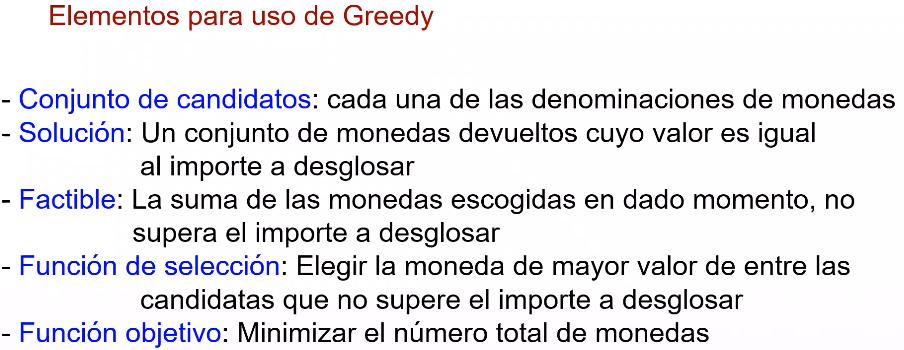 Elementos para uso de Greedy
- Conjunto de candidatos: cada una de las denominaciones de monedas
- Solución: Un conjunto de monedas devueltos cuyo valor es igual
al importe a desglosar
- Factible: La suma de las monedas escogidas en dado momento, no
supera el importe a desglosar
- Función de selección: Elegir la moneda de mayor valor de entre las
candidatas que no supere el importe a desglosar
- Función objetivo: Minimizar el número total de monedas